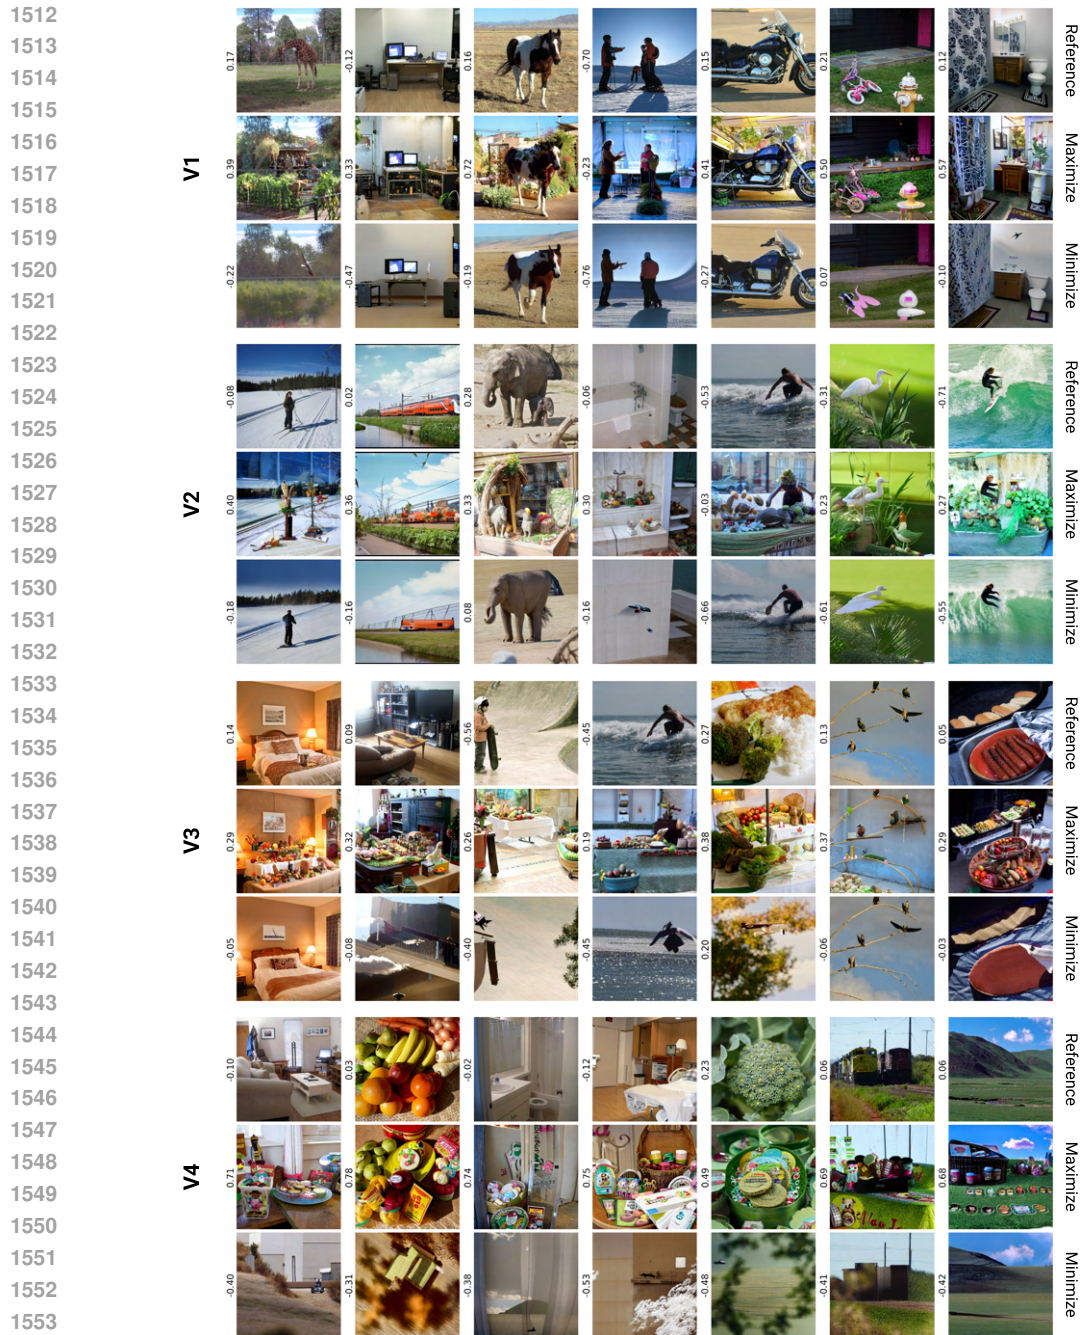 1512
1513
1514
1515
1516
1517
1518
1519
1520
1521
1522
1523
1524
1525
1526
1527
1528
1529
1530
1531
1532
1533
1534
1535
1536
1537
1538
1539
1540
1541
1542
1543
1544
1545
1546
1547
1548
1549
1550
1551
1552
1553
V1
0.17 -0.12 0.16 -0.70 0.15 0.21 0.12 Reference
0.39 0.33 0.72 -0.23 0.41 0.50 0.57 Maximize
-0.22 -0.47 -0.19 -0.76 -0.27 0.07 -0.10 Minimize
V2
-0.08 0.02 0.28 -0.06 -0.53 -0.31 -0.71 Reference
0.40 0.36 0.33 0.30 -0.03 0.23 0.27 Maximize
-0.18 -0.16 0.08 -0.16 -0.66 -0.61 -0.55 Minimize
V3
0.14 0.09 -0.56 -0.45 0.27 0.13 0.05 Reference
0.29 0.32 0.26 0.19 0.38 0.37 0.29 Maximize
-0.05 -0.08 -0.40 -0.45 0.20 -0.06 -0.03 Minimize
V4
-0.10 0.03 -0.02 -0.12 0.23 0.06 0.06 Reference
0.71 0.78 0.74 0.75 0.49 0.69 0.68 Maximize
-0.40 -0.31 -0.38 -0.53 -0.48 -0.41 -0.42 Minimize